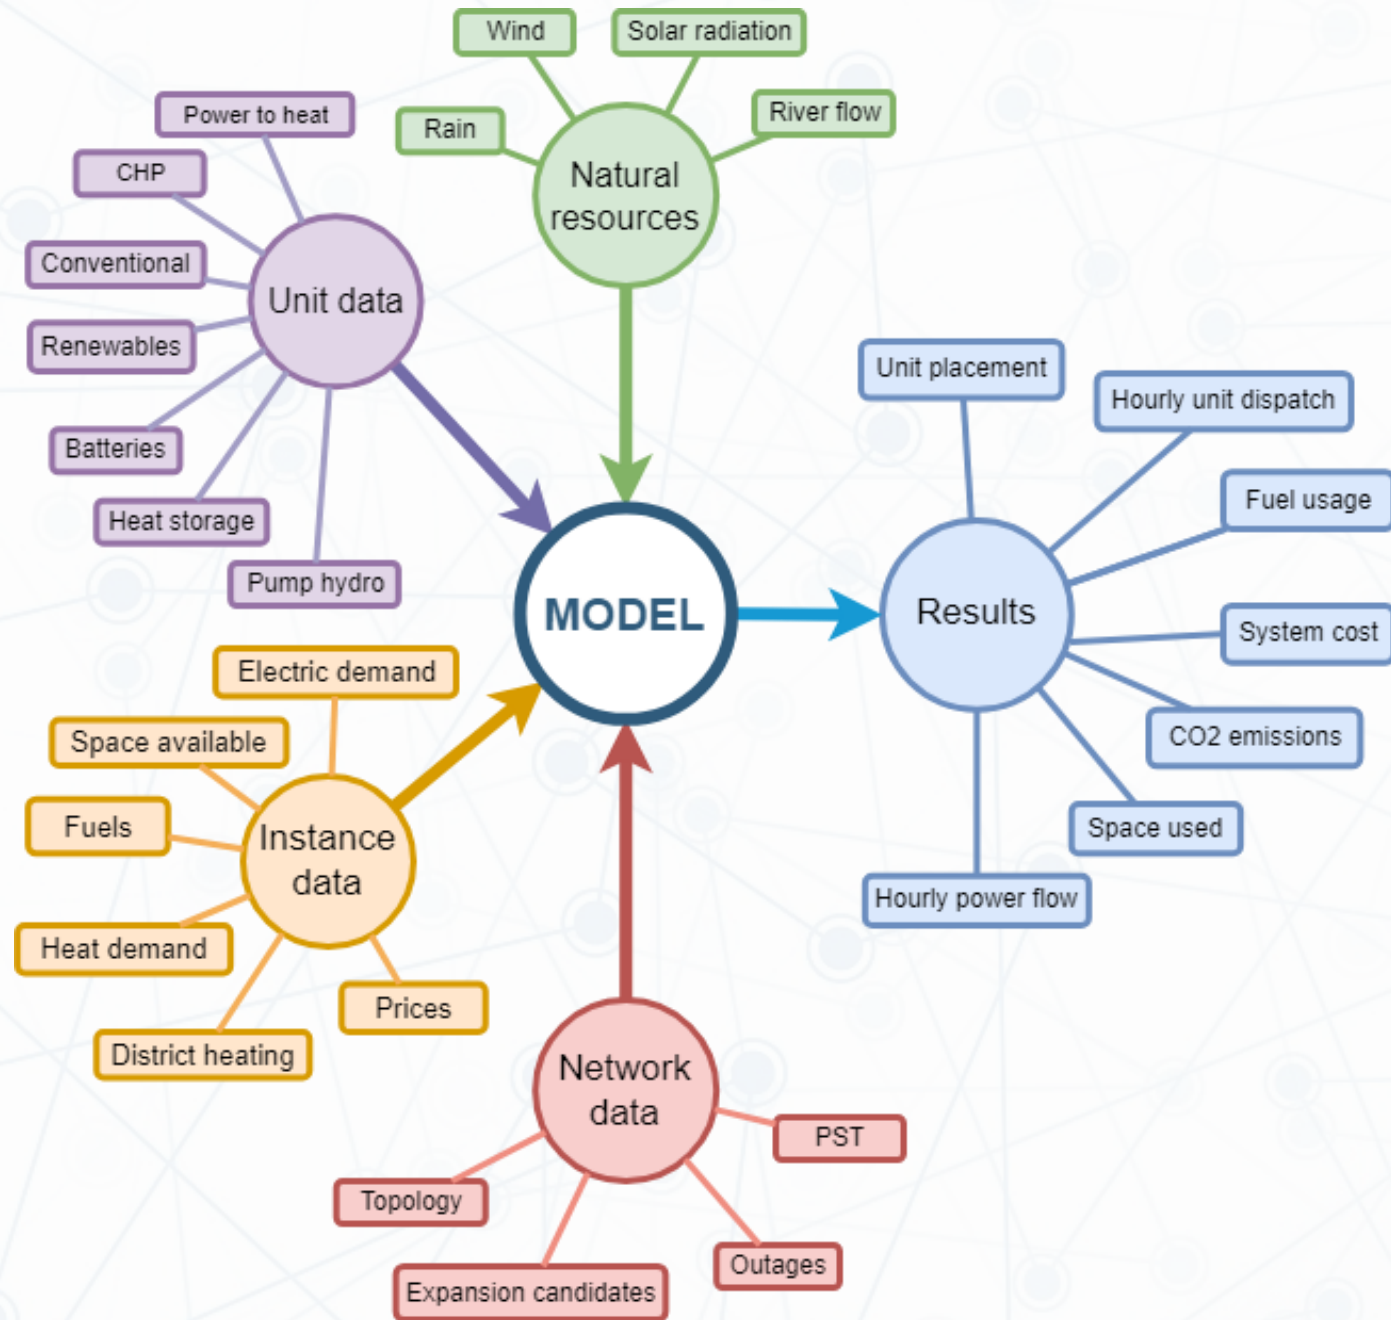 Wind
Solar radiation
Rain
River flow
Natural
resources
Power to heat
CHP
Conventional
Unit data
Renewables
Batteries
Heat storage
Pump hydro
MODEL
Electric demand
Space available
Fuels
Instance
data
Heat demand
Prices
District heating
Network
data
PST
Topology
Outages
Expansion candidates
Unit placement
Hourly unit dispatch
Fuel usage
Results
System cost
CO2 emissions
Space used
Hourly power flow